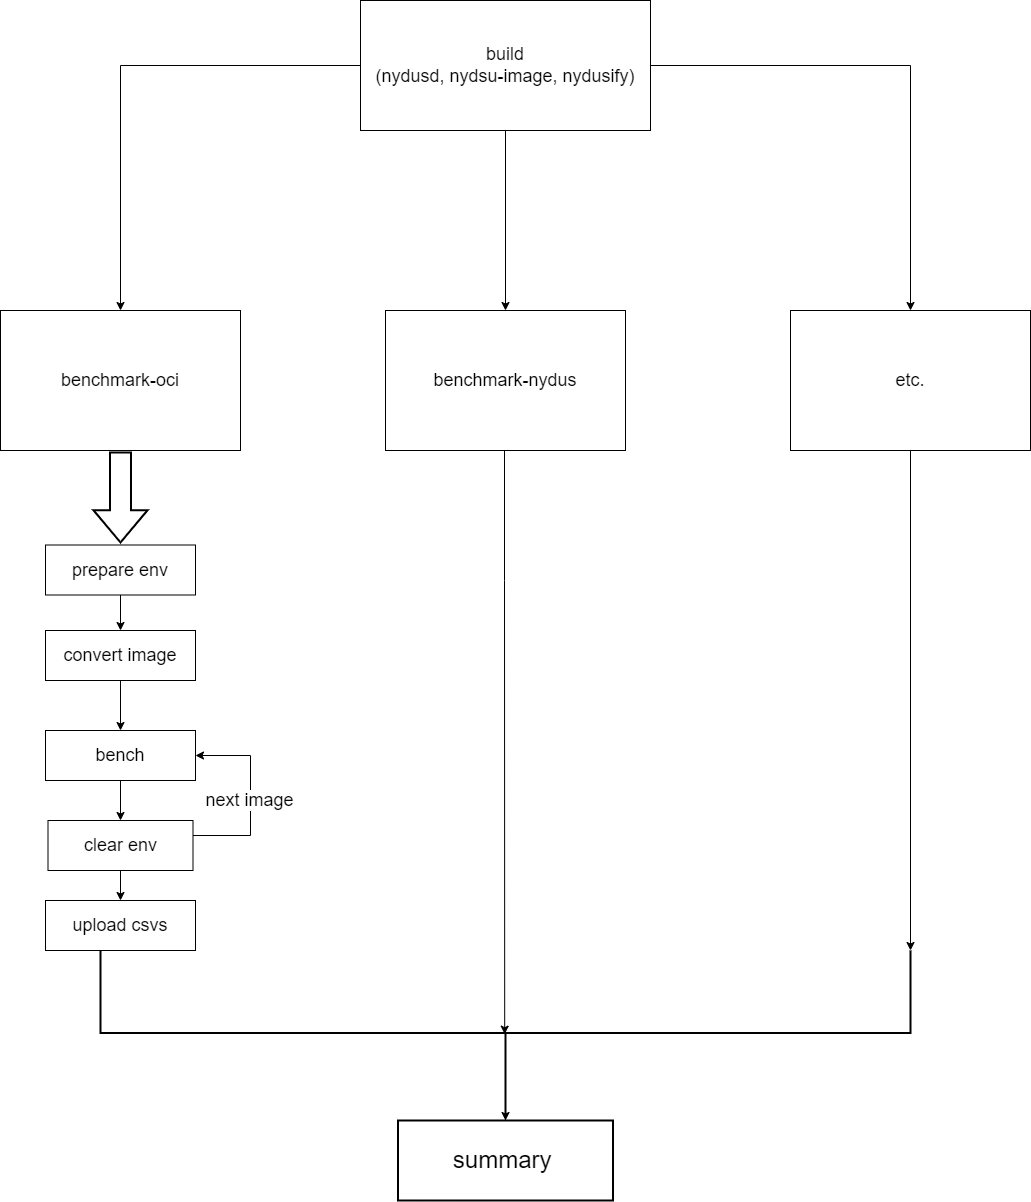 build
(nydusd, nydsu-image, nydusify)
benchmark-oci
benchmark-nydus
etc.
prepare env
convert image
bench
next image
clear env
upload csvs
summary